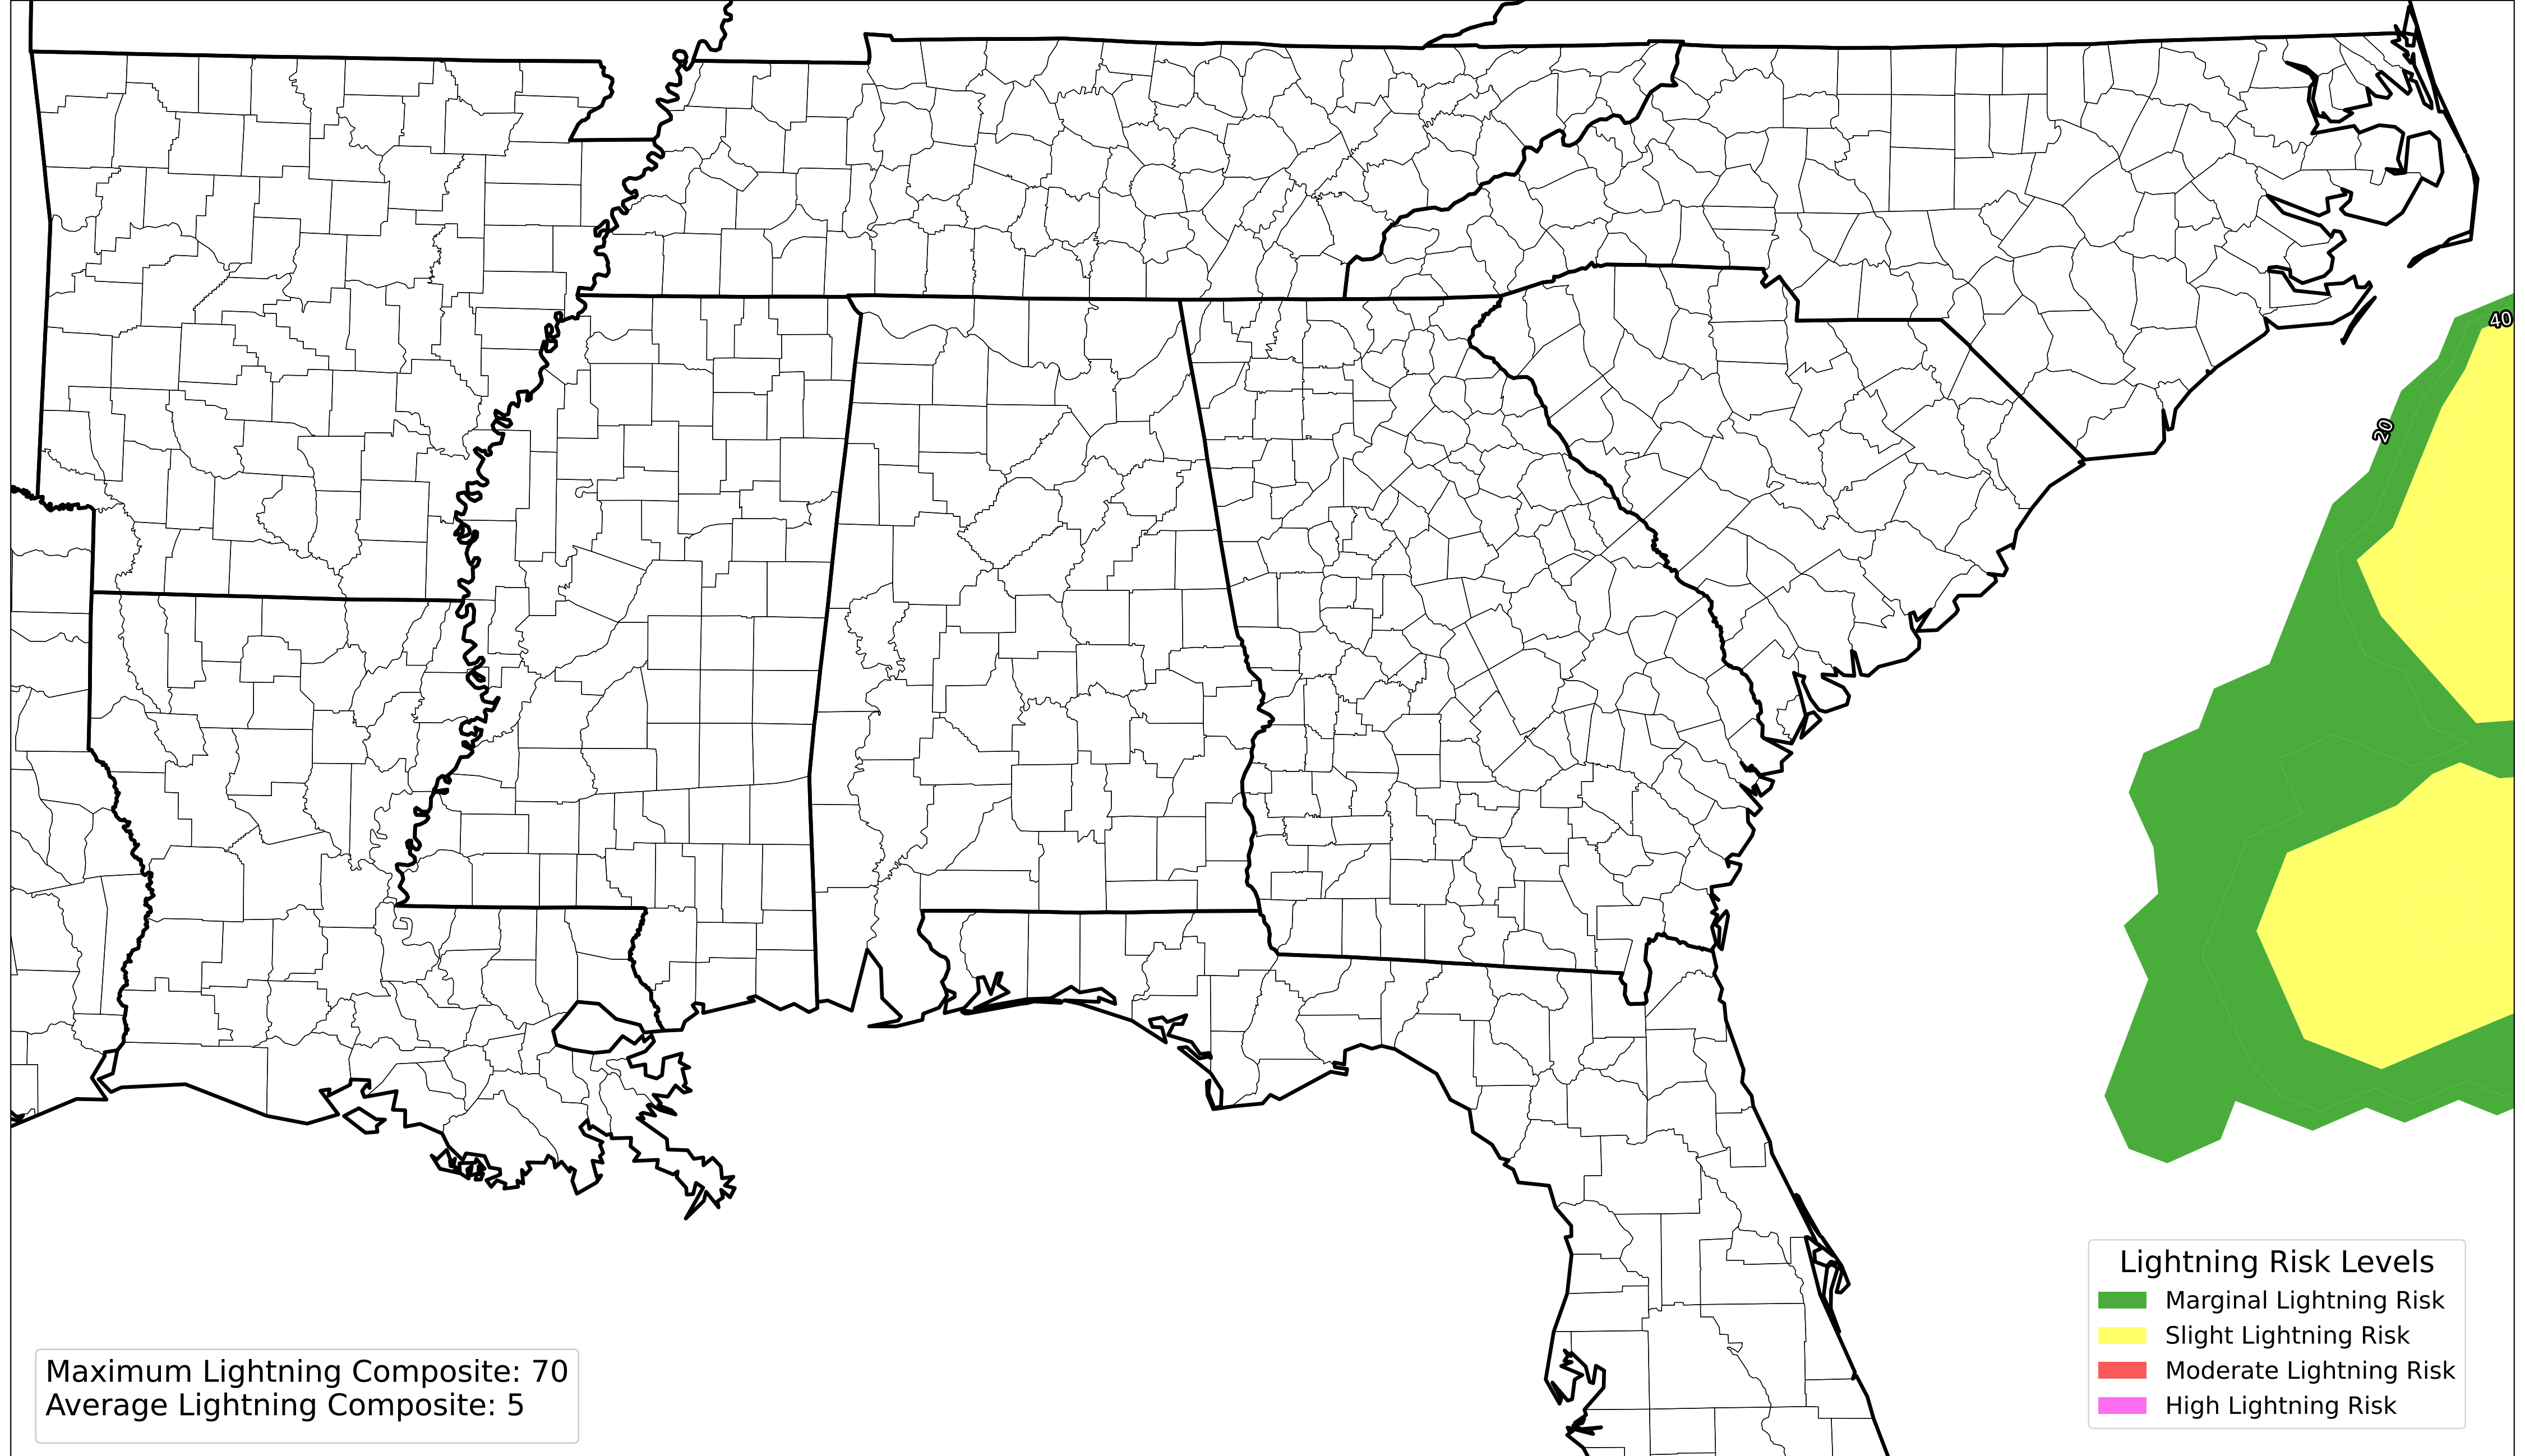 40
20
Lightning Risk Levels
Marginal Lightning Risk
Slight Lightning Risk
Moderate Lightning Risk
High Lightning Risk
Maximum Lightning Composite: 70
Average Lightning Composite: 5